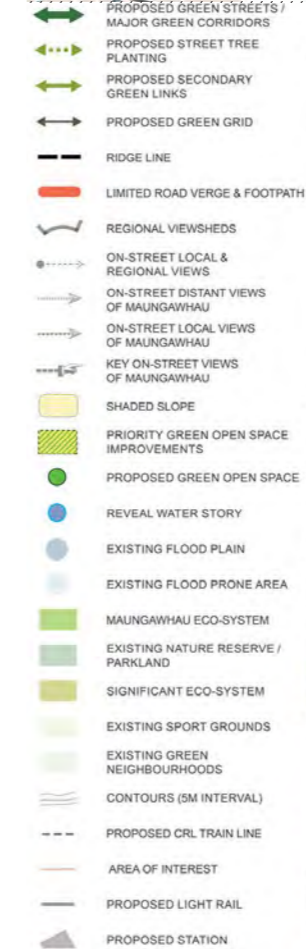 PROPOSED GREEN STREETS /
MAJOR GREEN CORRIDORS
PROPOSED STREET TREE
PLANTING
PROPOSED SECONDARY
GREEN LINKS
PROPOSED GREEN GRID
RIDGE LINE
LIMITED ROAD VERGE & FOOTPATH
REGIONAL VIEWSHEDS
ON-STREET LOCAL &
REGIONAL VIEWS
ON-STREET DISTANT VIEWS
OF MAUNGAWHAU
ON-STREET LOCAL VIEWS
OF MAUNGAWHAU
KEY ON-STREET VIEWS
OF MAUNGAWHAU
SHADED SLOPE
PRIORITY GREEN OPEN SPACE
IMPROVEMENTS
PROPOSED GREEN OPEN SPACE
REVEAL WATER STORY
EXISTING FLOOD PLAIN
EXISTING FLOOD PRONE AREA
MAUNGAWHAU ECO-SYSTEM
EXISTING NATURE RESERVE /
PARKLAND
SIGNIFICANT ECO-SYSTEM
EXISTING SPORT GROUNDS
EXISTING GREEN
NEIGHBOURHOODS
CONTOURS (5M INTERVAL)
PROPOSED CRL TRAIN LINE
AREA OF INTEREST
PROPOSED LIGHT RAIL
PROPOSED STATION